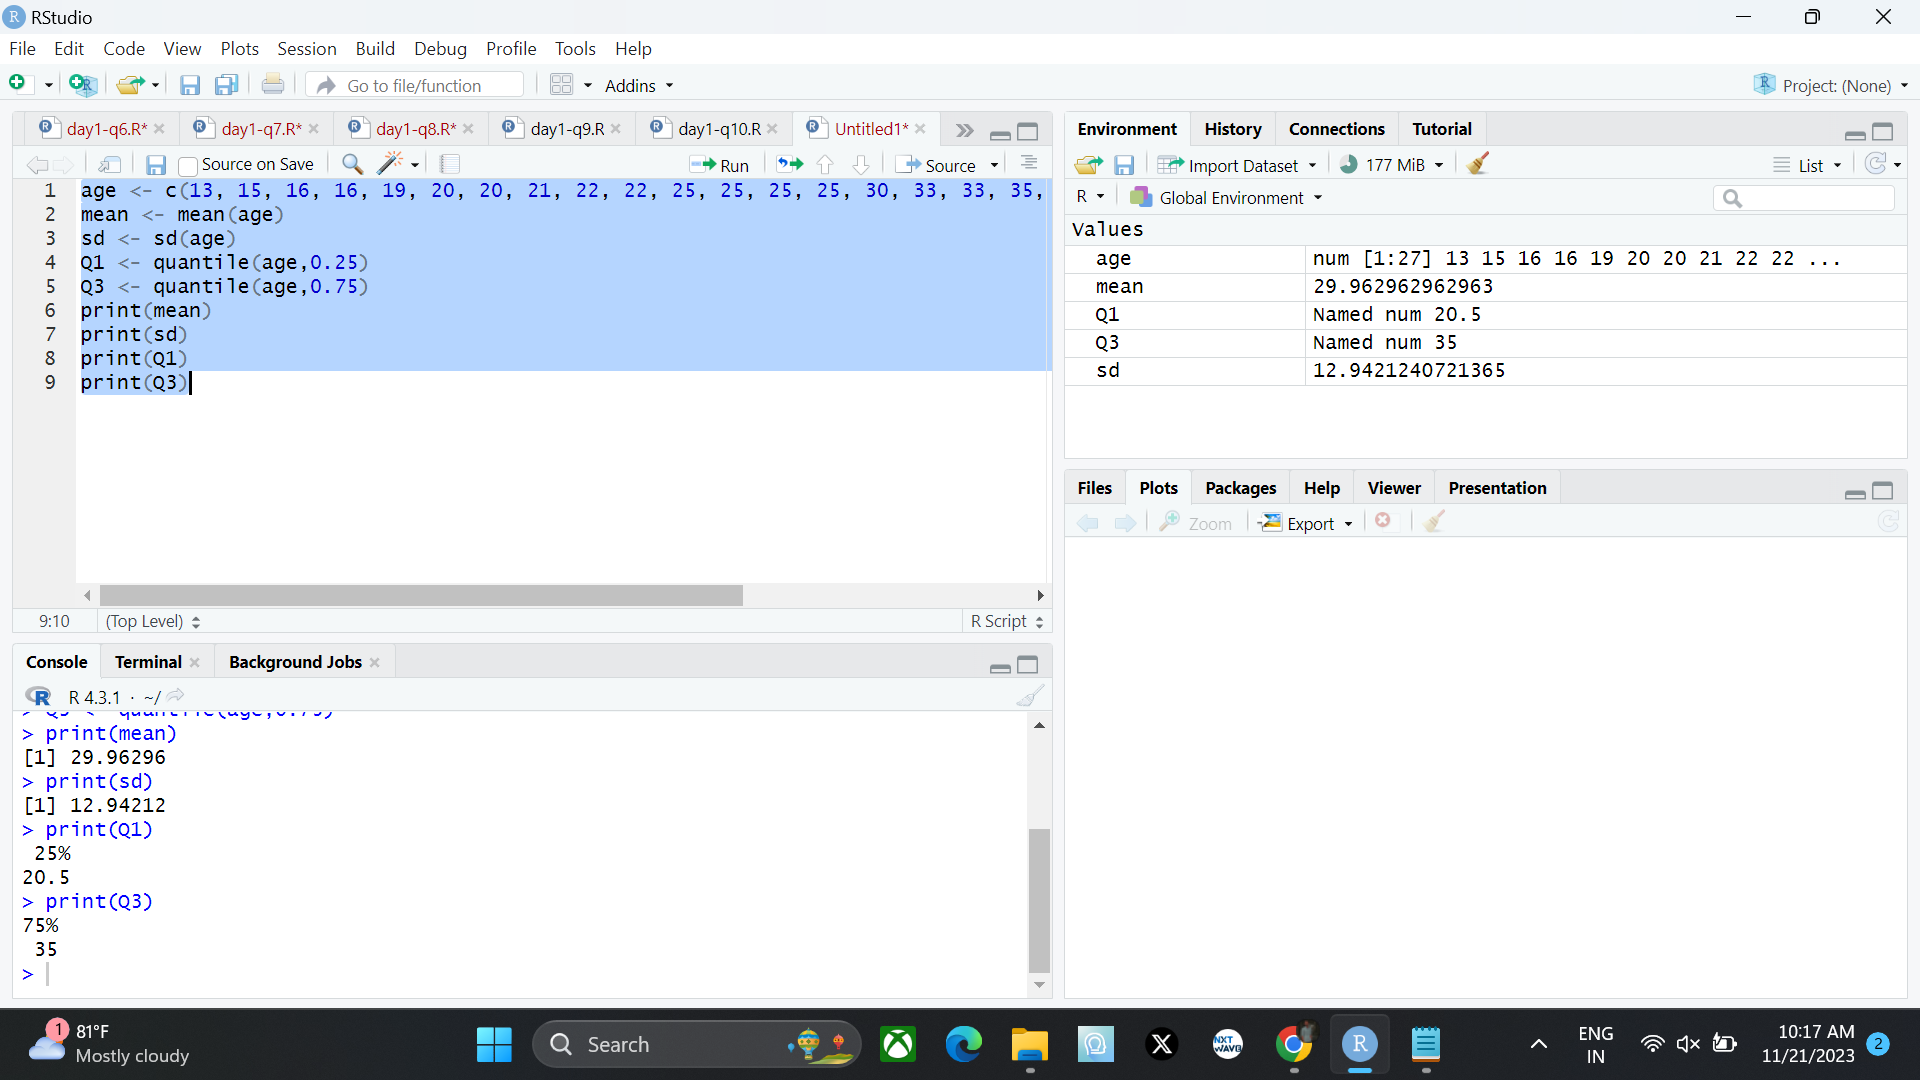 RStudio
File Edit Code View Plots Session Build Debug Profile Tools Help
Go to file/function Addins Project: (None)
day1-q6.R* day1-q7.R* day1-q8.R* day1-q9.R day1-q10.R Untitled1*
Source on Save Run Source
1 age <- c(13, 15, 16, 16, 19, 20, 20, 21, 22, 22, 25, 25, 25, 25, 30, 33, 33, 35,
2 mean <- mean(age)
3 sd <- sd(age)
4 Q1 <- quantile(age,0.25)
5 Q3 <- quantile(age,0.75)
6 print(mean)
7 print(sd)
8 print(Q1)
9 print(Q3)
9:10 (Top Level) R Script
Console Terminal Background Jobs
R 4.3.1 · ~/
> Q3 <- quantile(age,0.75)
> print(mean)
[1] 29.96296
> print(sd)
[1] 12.94212
> print(Q1)
25%
20.5
> print(Q3)
75%
35
>
Environment History Connections Tutorial
Import Dataset 177 MiB List
R Global Environment
Values
age num [1:27] 13 15 16 16 19 20 20 21 22 22 ...
mean 29.962962962963
Q1 Named num 20.5
Q3 Named num 35
sd 12.9421240721365
Files Plots Packages Help Viewer Presentation
Zoom Export
1 81°F
Mostly cloudy
Search
NXT
WAVE
R
ENG
IN
10:17 AM
11/21/2023
2